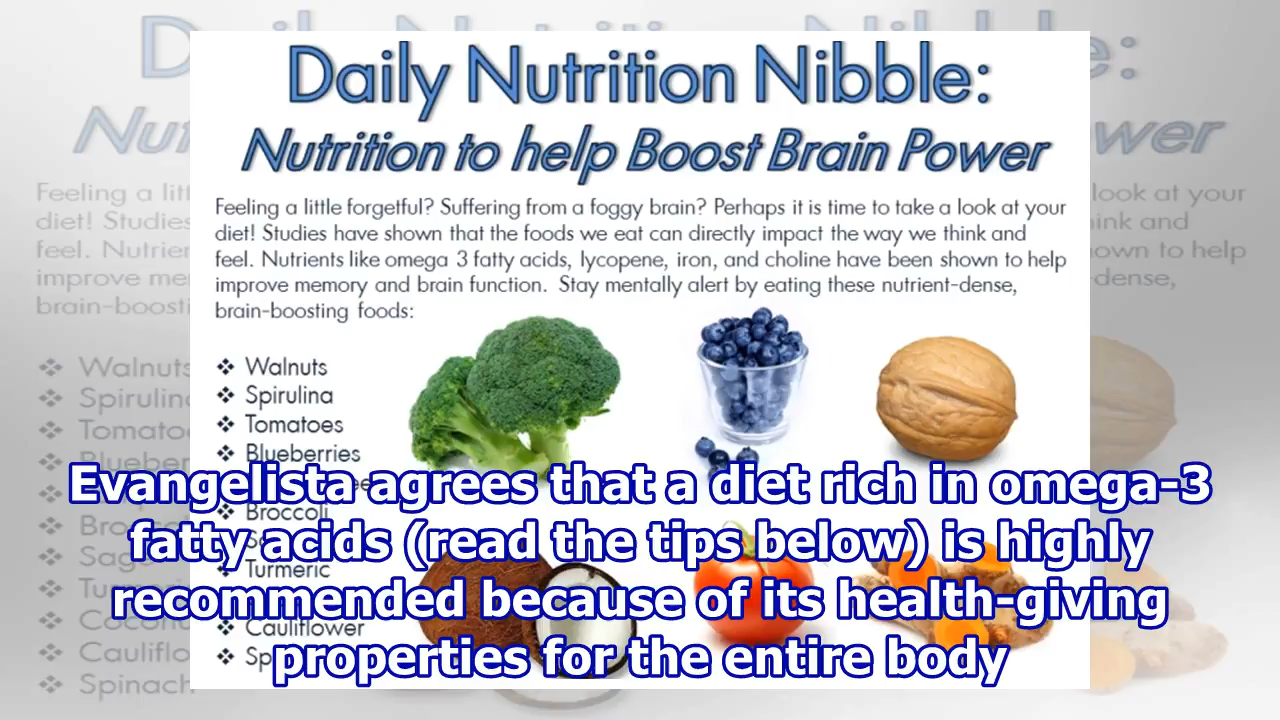 Daily Nutrition Nibble:
Nutrition to help Boost Brain Power
Feeling a little forgetful? Suffering from a foggy brain? Perhaps it is time to take a look at your
diet! Studies have shown that the foods we eat can directly impact the way we think and
feel. Nutrients like omega 3 fatty acids, lycopene, iron, and choline have been shown to help
improve memory and brain function. Stay mentally alert by eating these nutrient-dense,
brain-boosting foods:
❖ Walnuts
❖ Spirulina
❖ Tomatoes
❖ Blueberries
❖ Broccoli
❖ Turmeric
❖ Cauliflower
Evangelista agrees that a diet rich in omega-3
fatty acids (read the tips below) is highly
recommended because of its health-giving
properties for the entire body